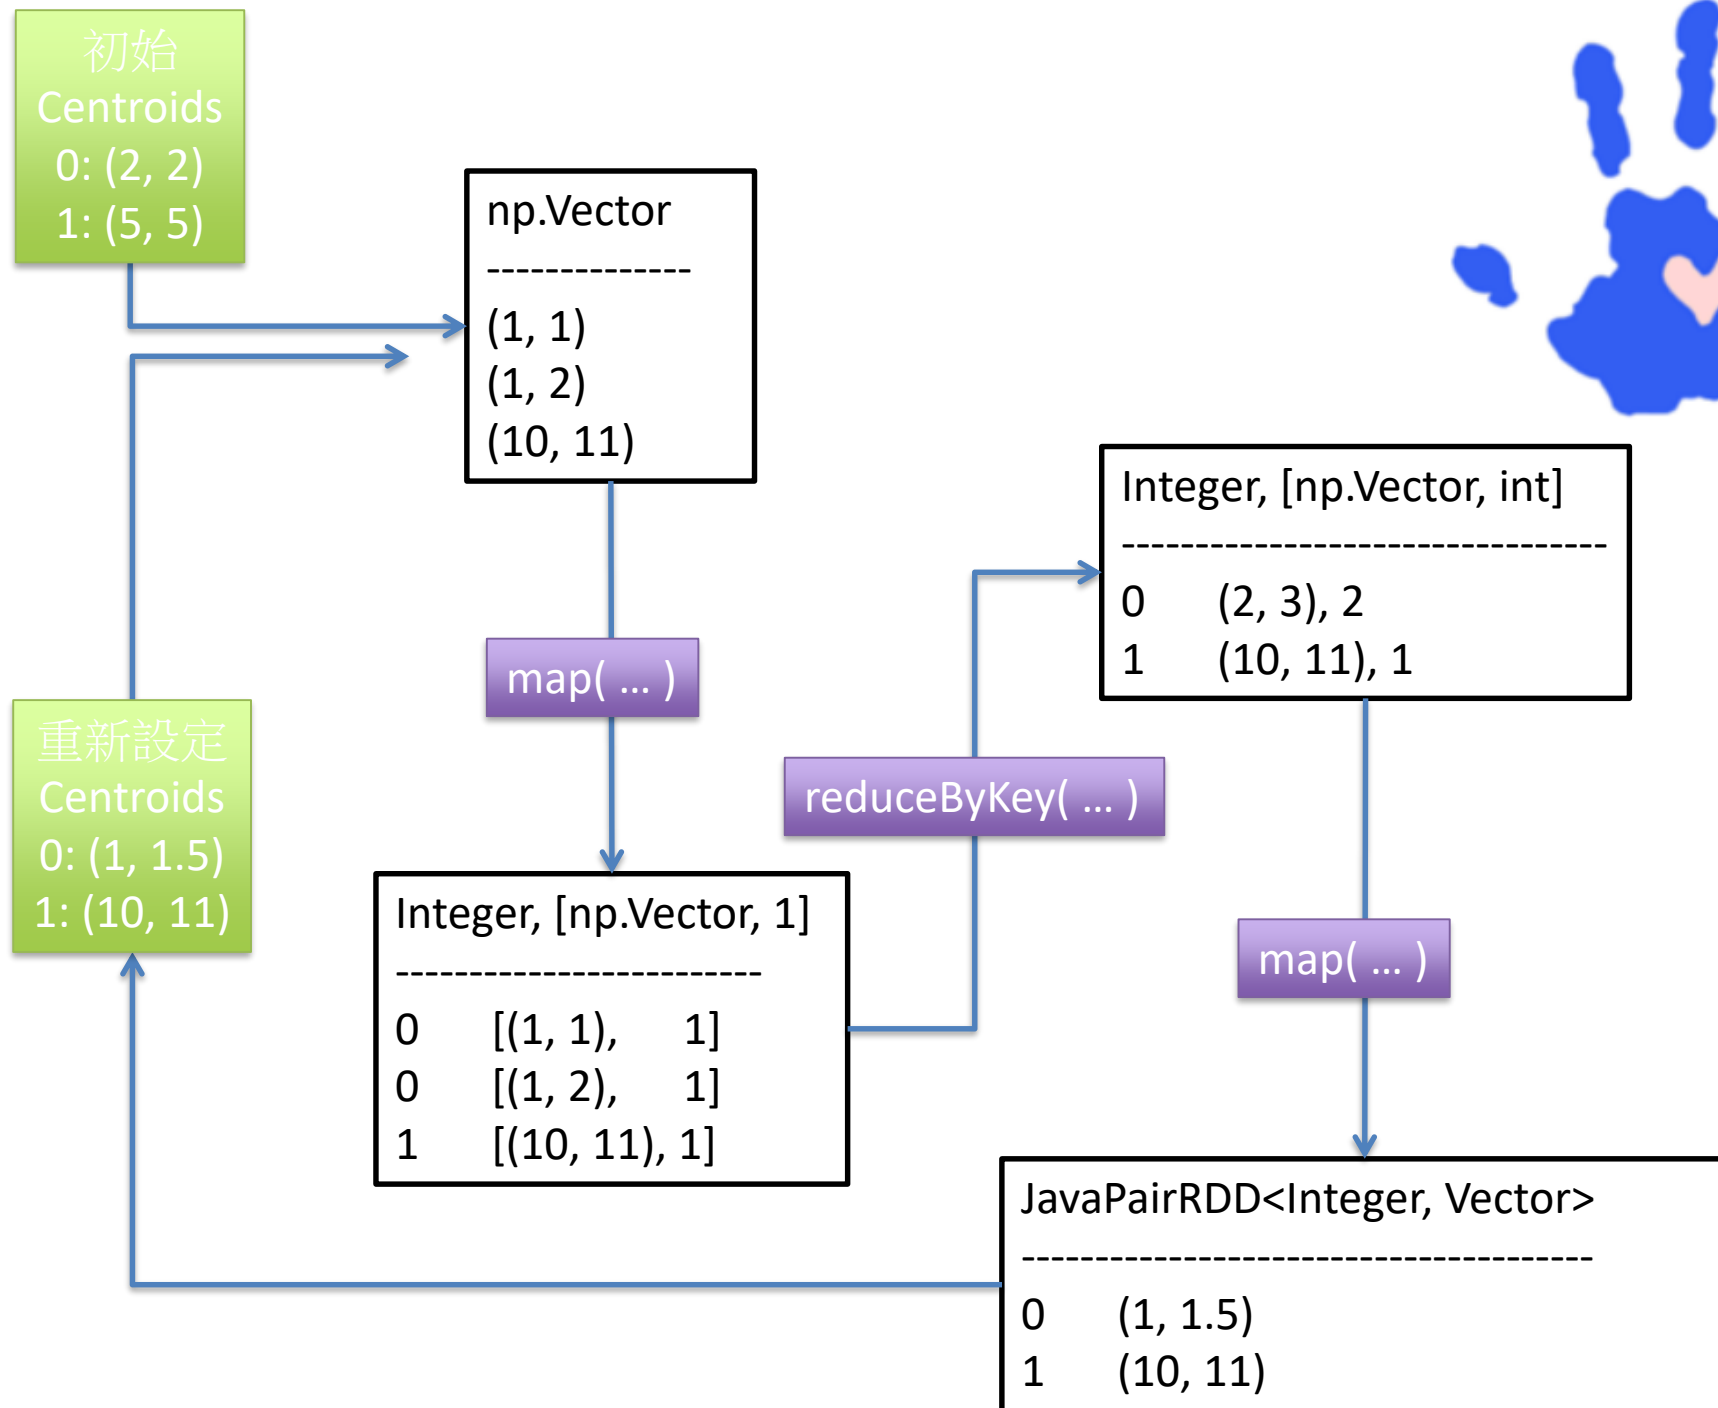 初始
Centroids
0: (2, 2)
1: (5, 5)
np.Vector
--------------
(1, 1)
(1, 2)
(10, 11)
map( ... )
Integer, [np.Vector, 1]
-------------------------
0 [(1, 1), 1]
0 [(1, 2), 1]
1 [(10, 11), 1]
reduceByKey( ... )
Integer, [np.Vector, int]
---------------------------------
0 (2, 3), 2
1 (10, 11), 1
map( ... )
JavaPairRDD<Integer, Vector>
---------------------------------------
0 (1, 1.5)
1 (10, 11)
重新設定
Centroids
0: (1, 1.5)
1: (10, 11)